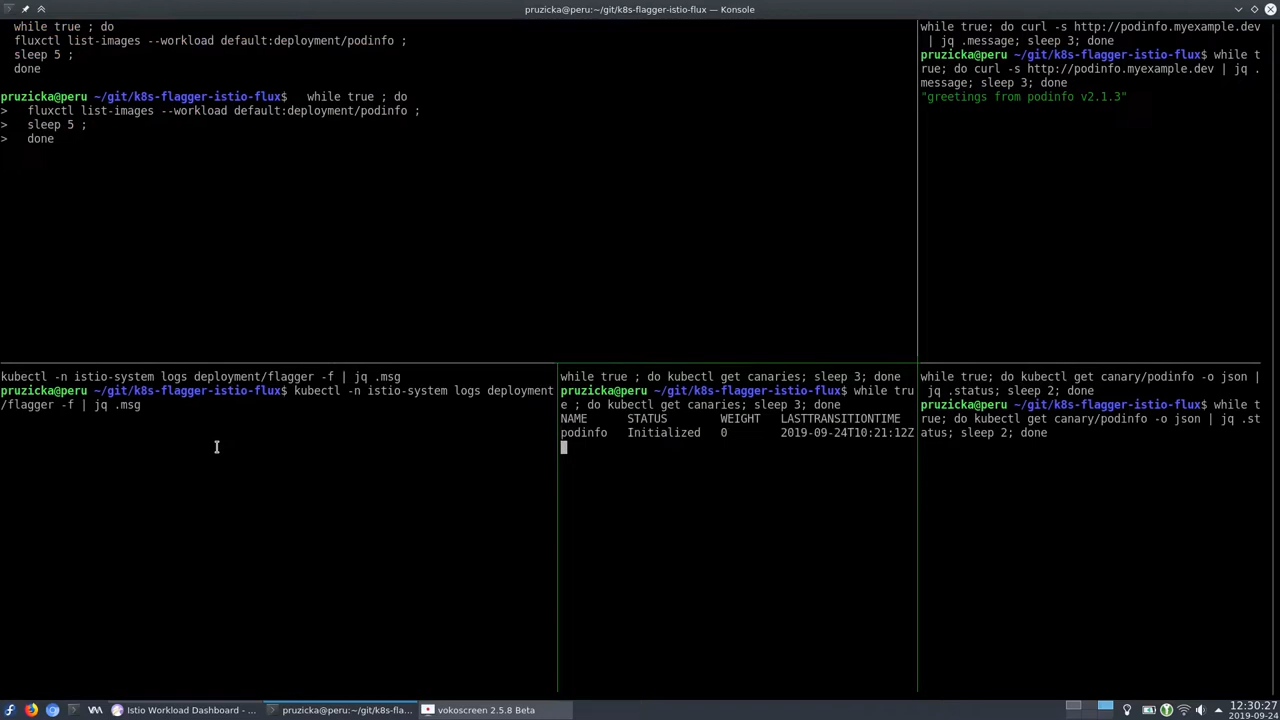 pruzicka@peru:~/git/k8s-flagger-istio-flux — Konsole
while true ; do
fluxctl list-images --workload default:deployment/podinfo ;
sleep 5 ;
done
pruzicka@peru ~/git/k8s-flagger-istio-flux$   while true ; do
>   fluxctl list-images --workload default:deployment/podinfo ;
>   sleep 5 ;
>   done
while true; do curl -s http://podinfo.myexample.dev
| jq .message; sleep 3; done
pruzicka@peru ~/git/k8s-flagger-istio-flux$ while t
rue; do curl -s http://podinfo.myexample.dev | jq .
message; sleep 3; done
"greetings from podinfo v2.1.3"
kubectl -n istio-system logs deployment/flagger -f | jq .msg
pruzicka@peru ~/git/k8s-flagger-istio-flux$ kubectl -n istio-system logs deployment
/flagger -f | jq .msg
while true ; do kubectl get canaries; sleep 3; done
pruzicka@peru ~/git/k8s-flagger-istio-flux$ while tru
e ; do kubectl get canaries; sleep 3; done
NAME      STATUS        WEIGHT   LASTTRANSITIONTIME
podinfo   Initialized   0        2019-09-24T10:21:12Z
while true; do kubectl get canary/podinfo -o json |
jq .status; sleep 2; done
pruzicka@peru ~/git/k8s-flagger-istio-flux$ while t
rue; do kubectl get canary/podinfo -o json | jq .st
atus; sleep 2; done
Istio Workload Dashboard - ...
pruzicka@peru:~/git/k8s-fla...
vokoscreen 2.5.8 Beta
12:30:27
2019-09-24